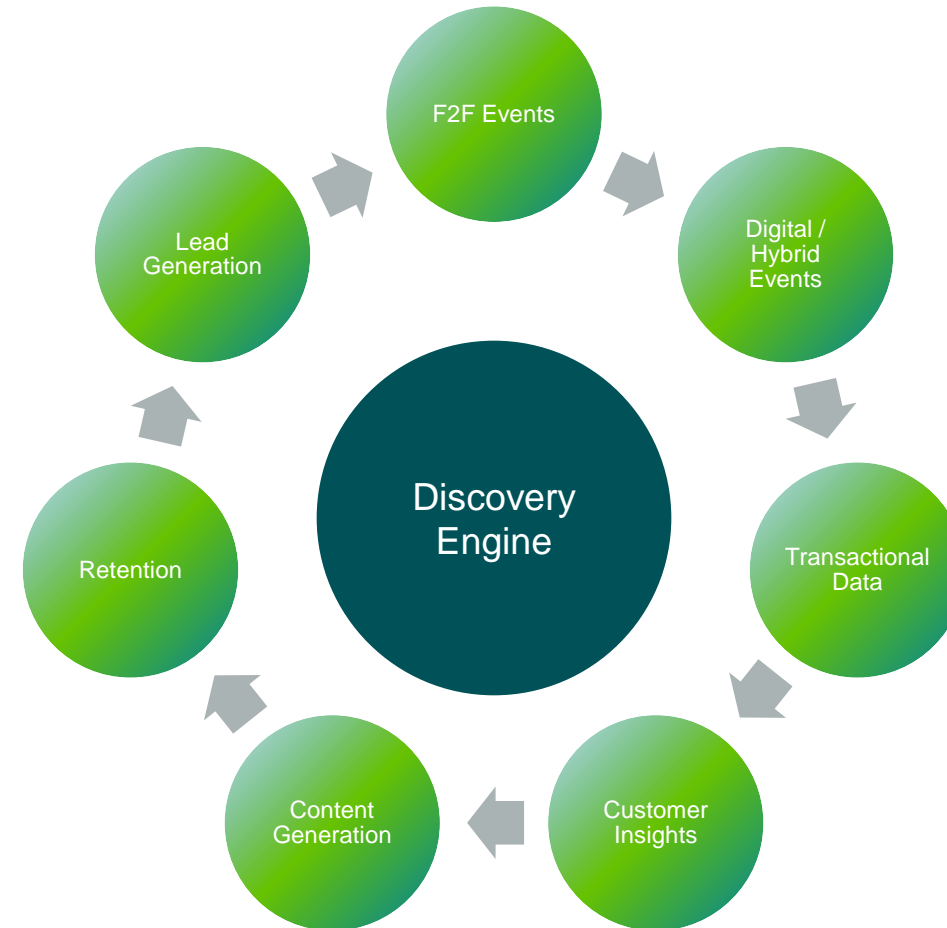 F2F Events
Digital /
Hybrid
Events
Transactional
Data
Customer
Insights
Content
Generation
Retention
Lead
Generation
Discovery
Engine